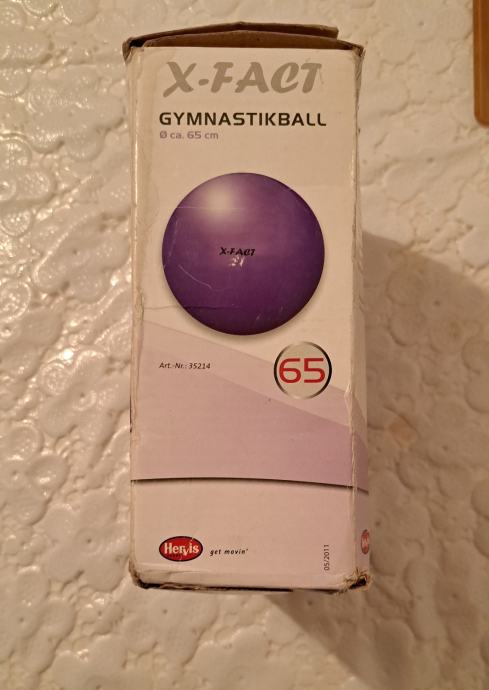 X-FACT
GYMNASTIKBALL
Ø ca. 65 cm
X-FACT
Art.-Nr.: 35214
65
Hervis
get movin'
05/2011